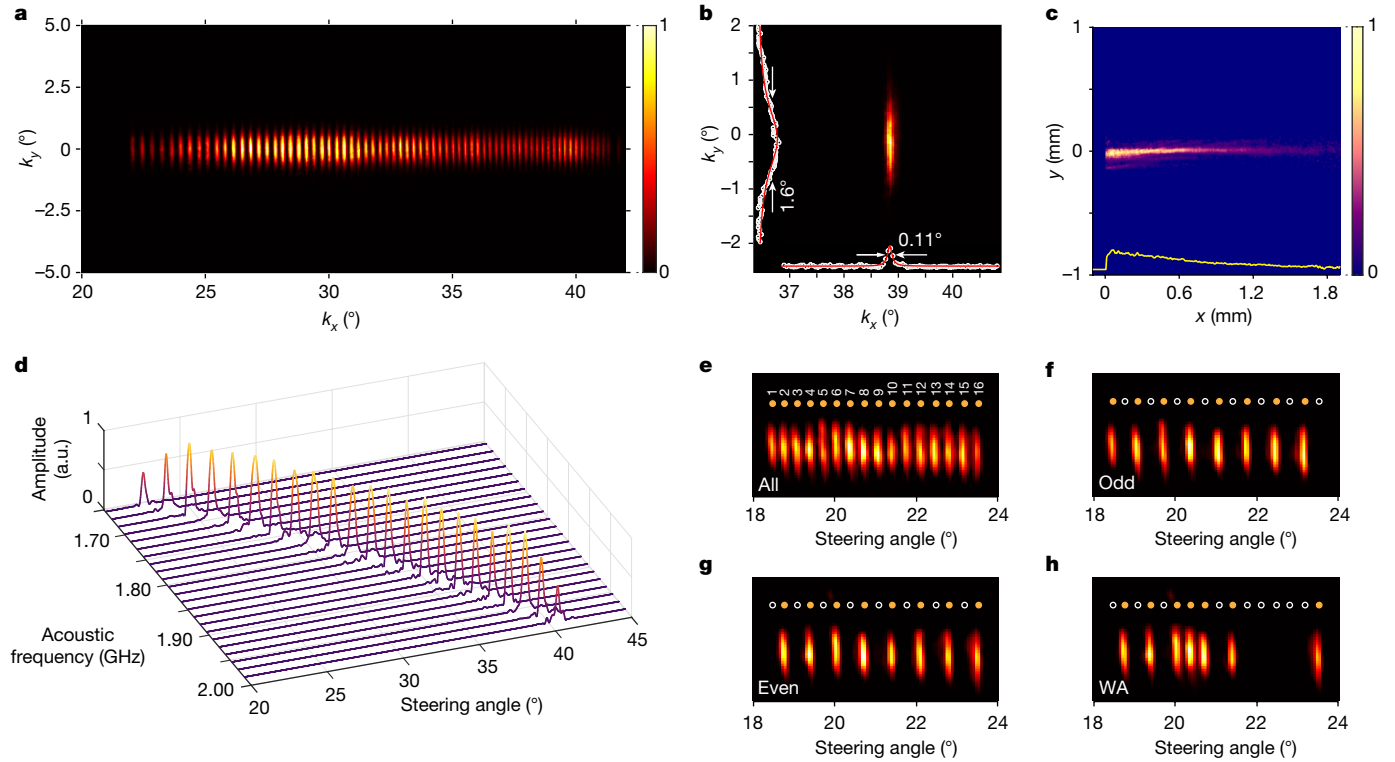 a
5.0
2.5
0
−2.5
−5.0
k_y (°)
20
25
30
35
40
k_x (°)
1
0
b
2
1
0
−1
−2
k_y (°)
1.6°
0.11°
37
38
39
40
k_x (°)
c
1
0
−1
y (mm)
0
0.6
1.2
1.8
x (mm)
1
0
d
Amplitude
(a.u.)
1
0
1.70
1.80
1.90
2.00
Acoustic
frequency (GHz)
20
25
30
35
40
45
Steering angle (°)
e
1 2 3 4 5 6 7 8 9 10 11 12 13 14 15 16
All
18 20 22 24
Steering angle (°)
f
Odd
18 20 22 24
Steering angle (°)
g
Even
18 20 22 24
Steering angle (°)
h
WA
18 20 22 24
Steering angle (°)